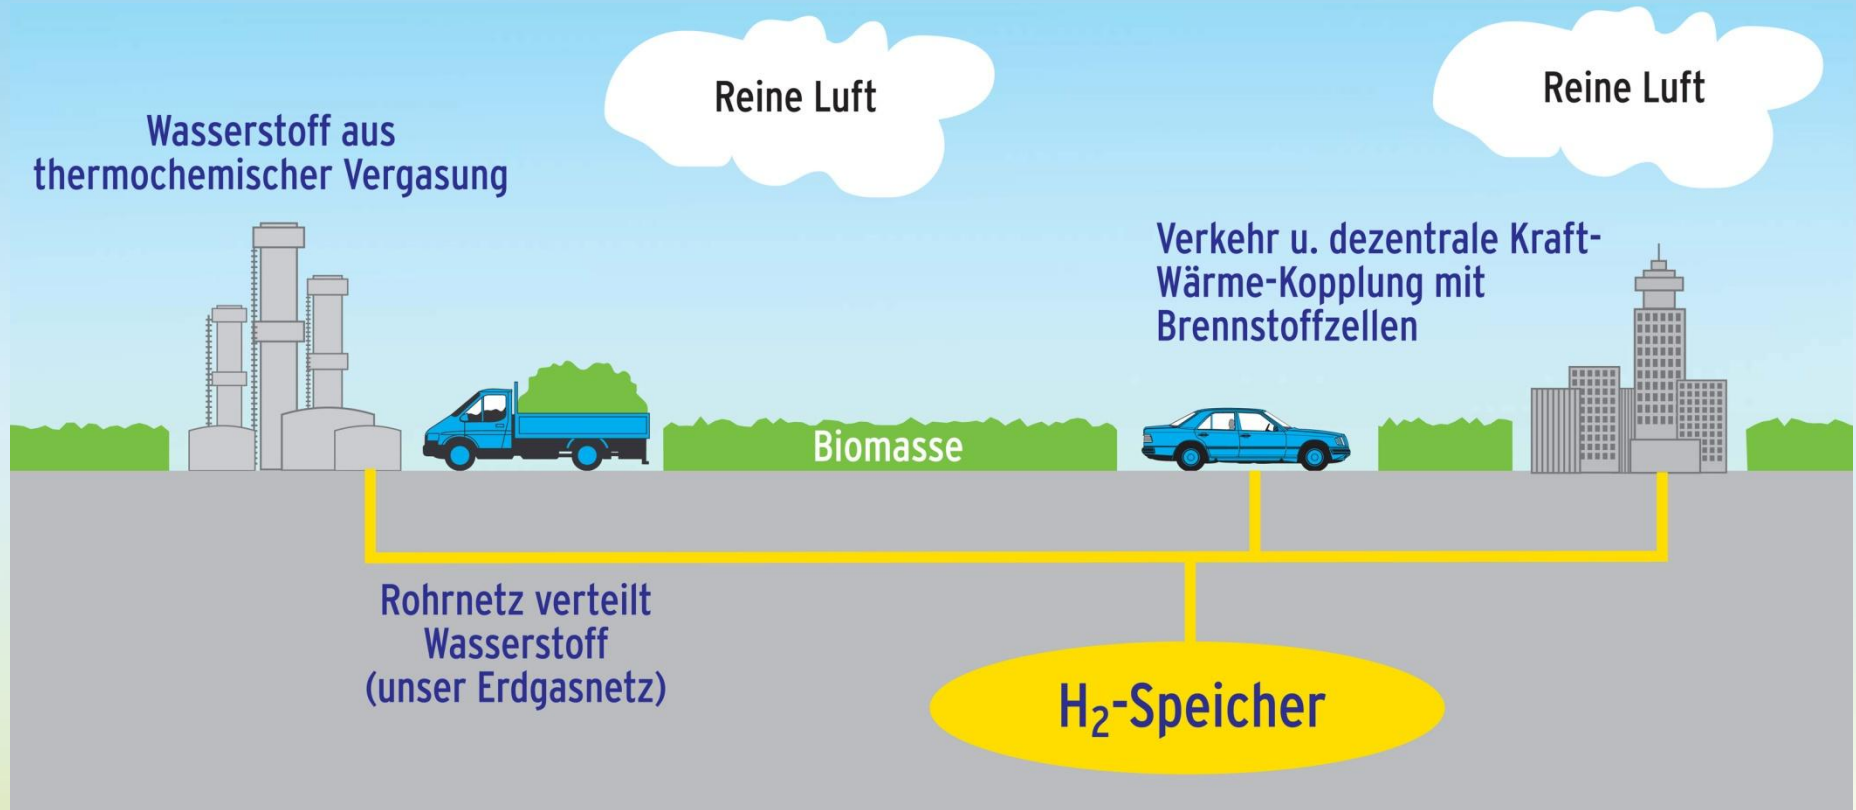 Reine Luft
Reine Luft
Wasserstoff aus
thermochemischer Vergasung
Verkehr u. dezentrale Kraft-
Wärme-Kopplung mit
Brennstoffzellen
Biomasse
Rohrnetz verteilt
Wasserstoff
(unser Erdgasnetz)
H₂-Speicher